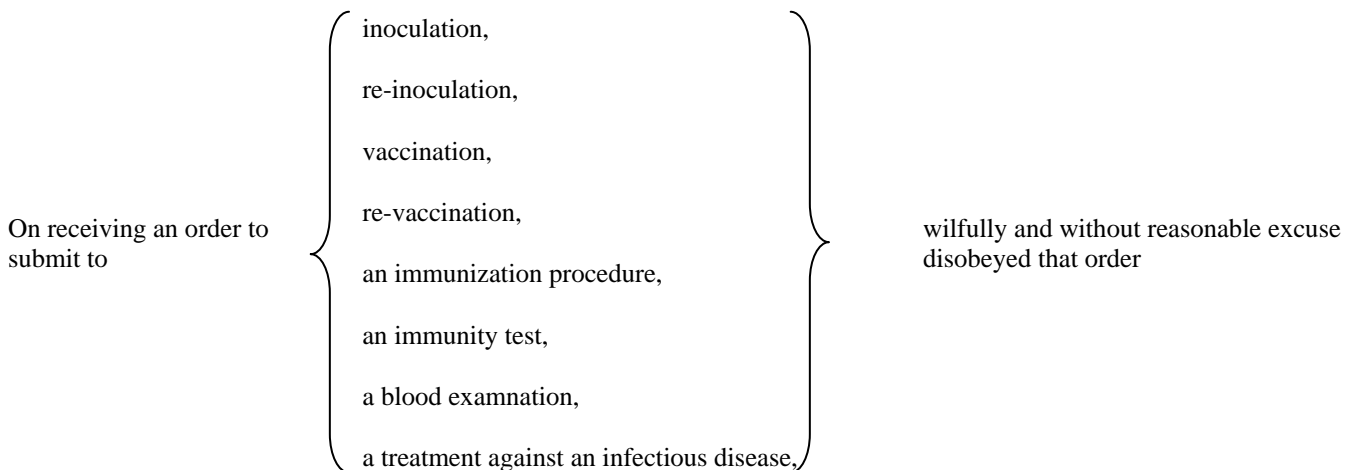 On receiving an order to
submit to
inoculation,
re-inoculation,
vaccination,
re-vaccination,
an immunization procedure,
an immunity test,
a blood examnation,
a treatment against an infectious disease,
wilfully and without reasonable excuse
disobeyed that order